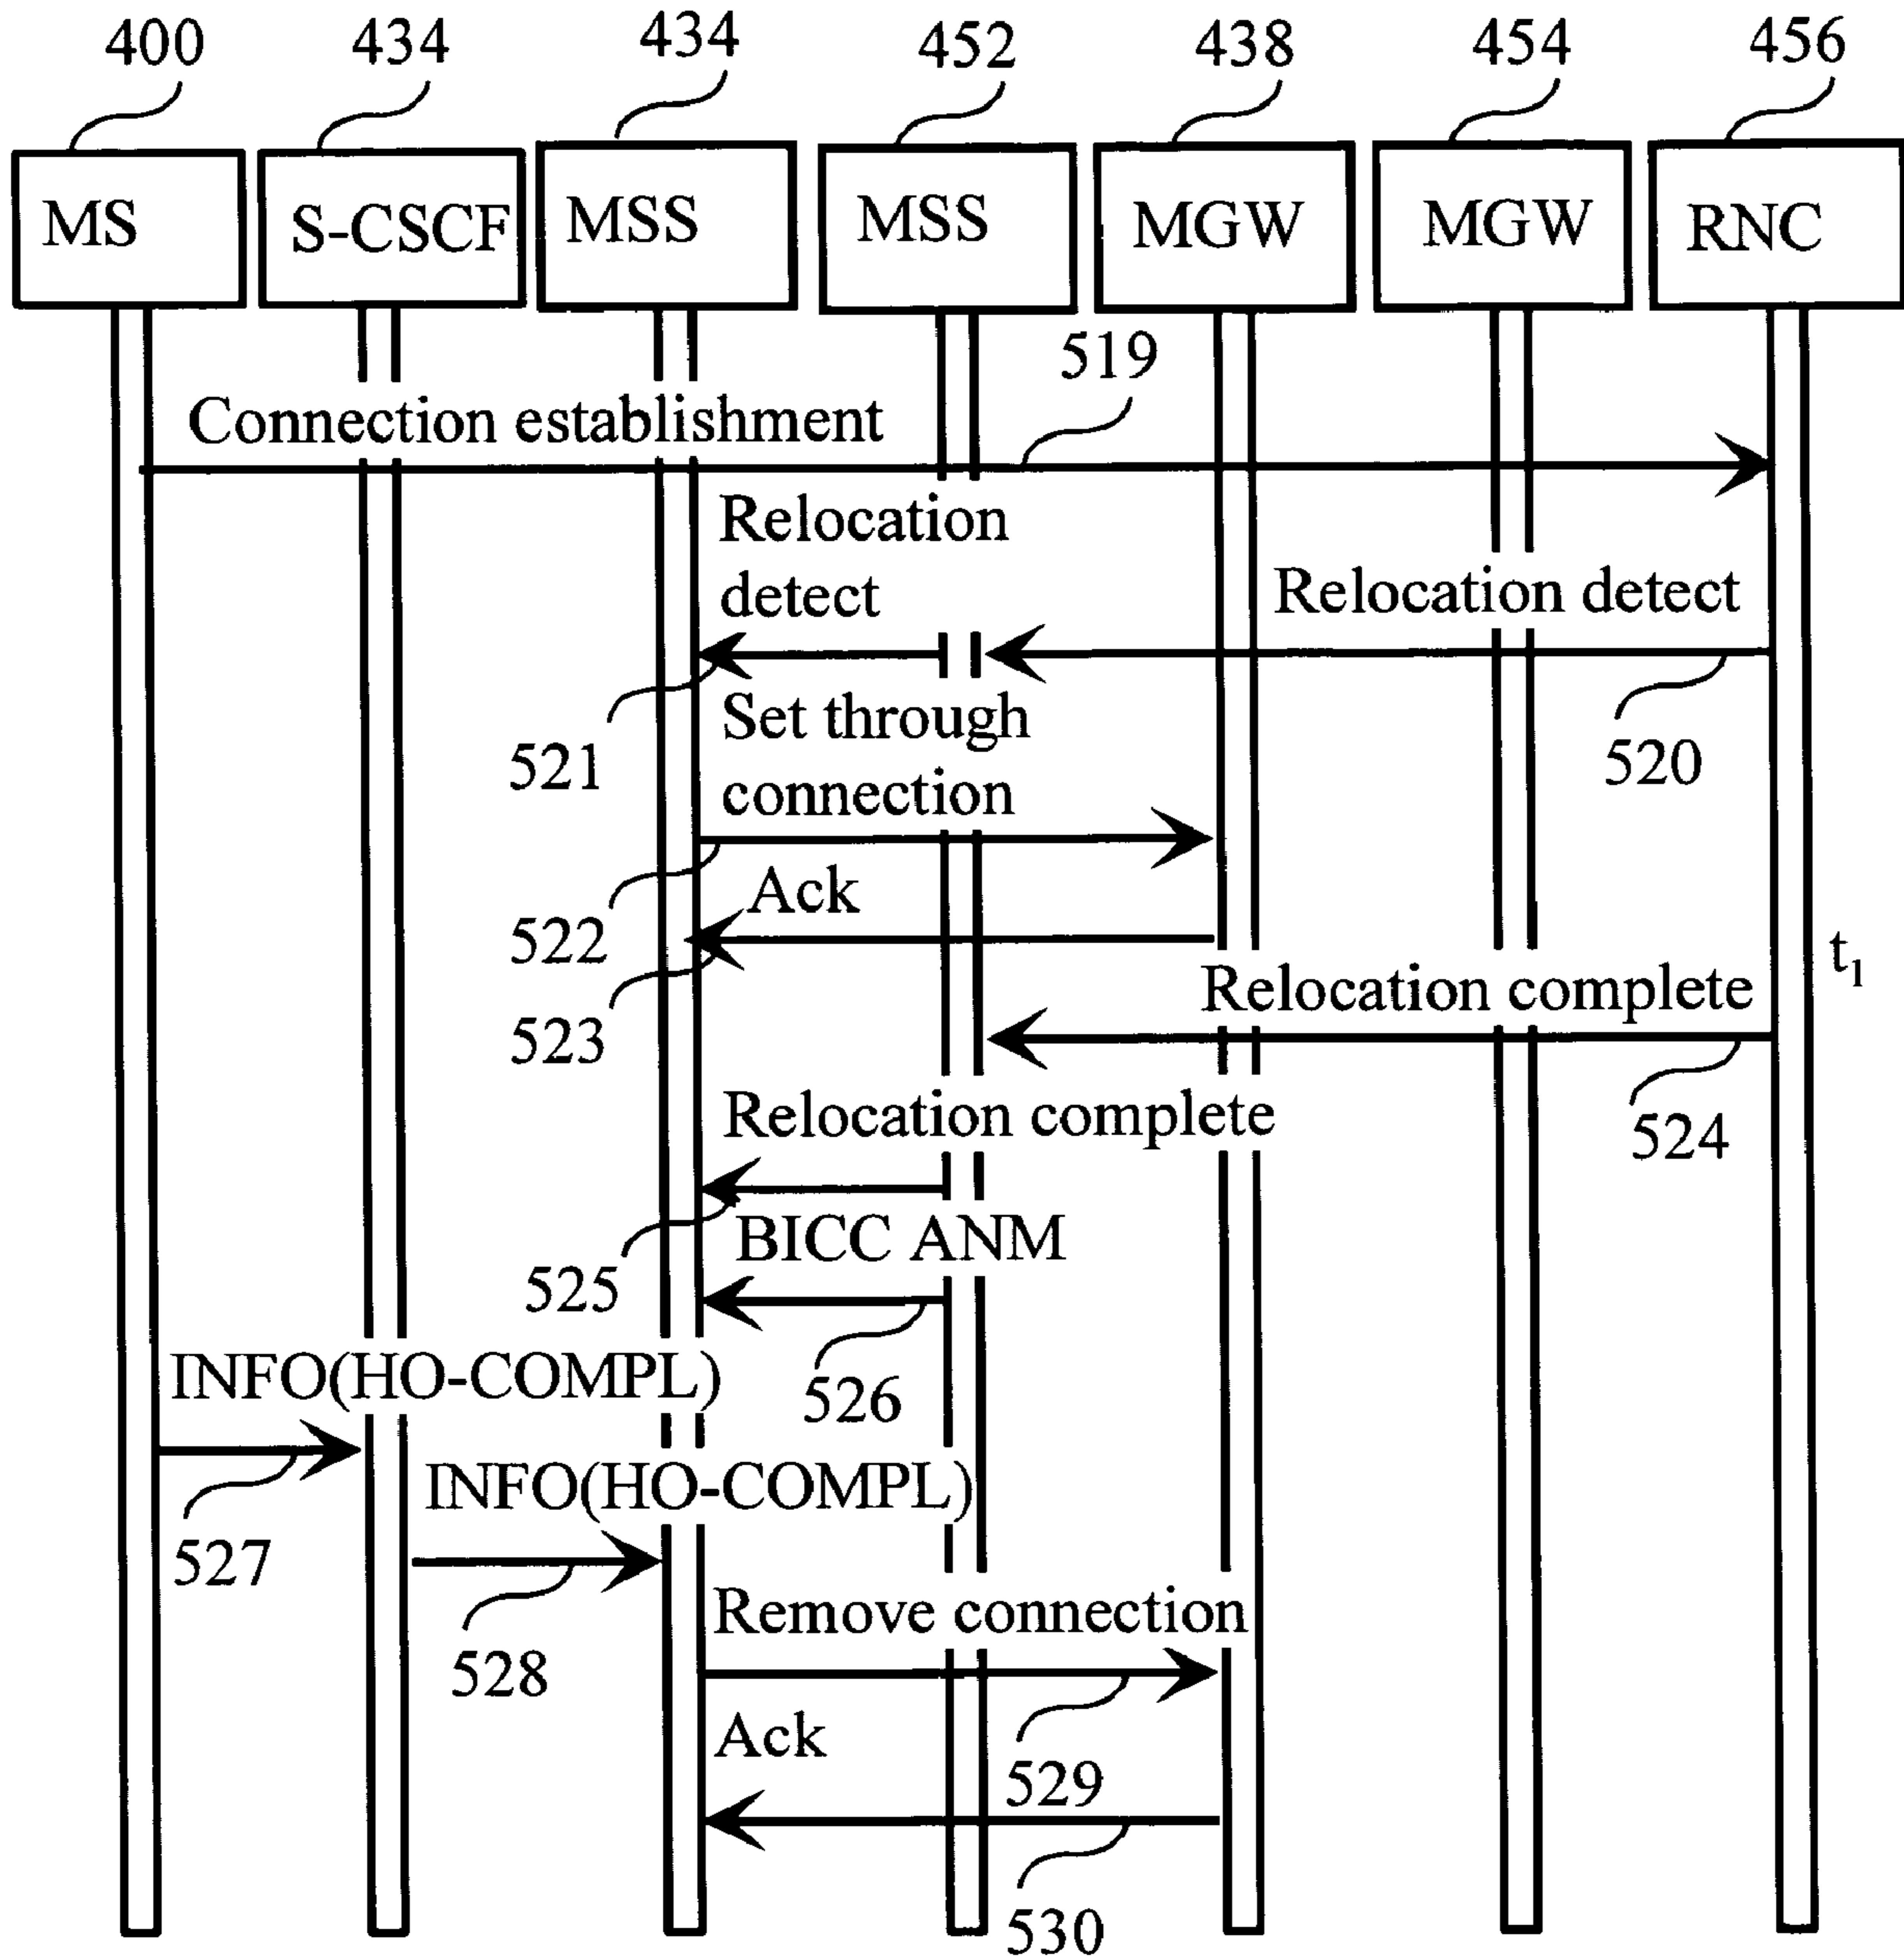 400
434
434
452
438
454
456
MS
S-CSCF
MSS
MSS
MGW
MGW
RNC
519
Connection establishment
Relocation
detect
Relocation detect
521
Set through
connection
520
522
Ack
523
Relocation complete
t1
524
Relocation complete
525
BICC ANM
526
INFO(HO-COMPL)
527
INFO(HO-COMPL)
528
Remove connection
529
Ack
530